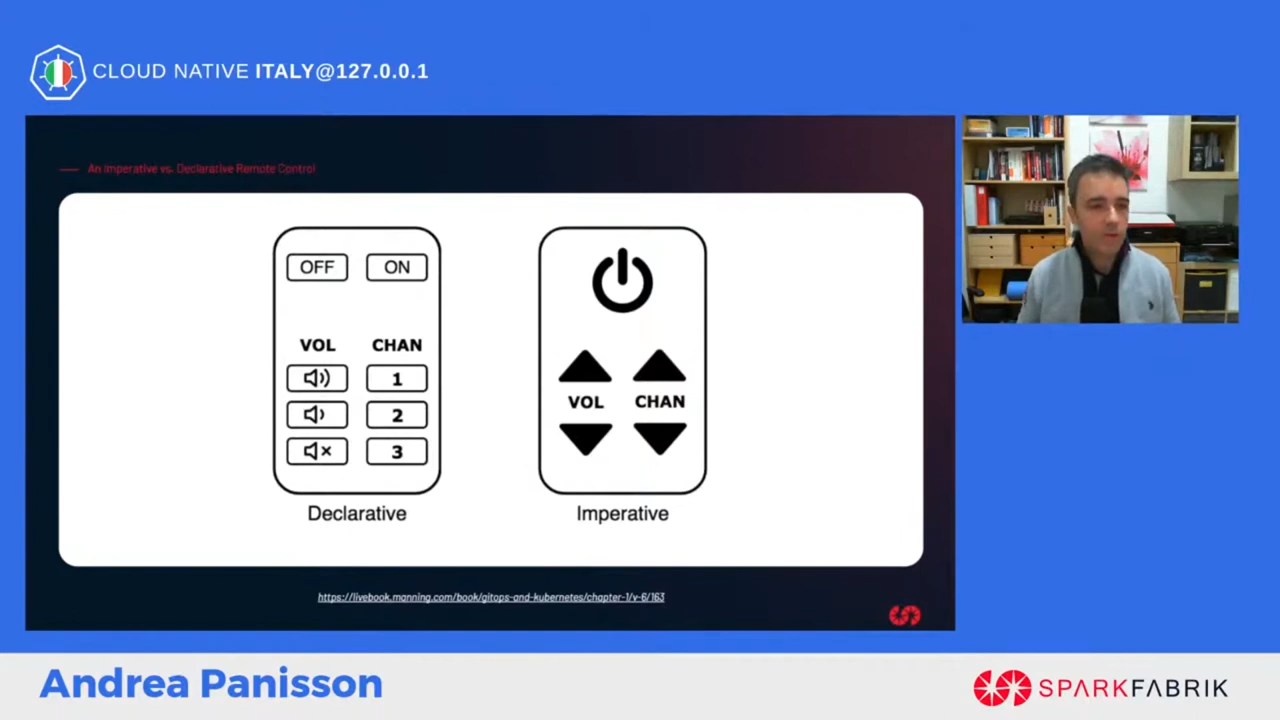 CLOUD NATIVE ITALY@127.0.0.1
An Imperative vs. Declarative Remote Control
OFF ON
VOL CHAN
1
2
3
Declarative
VOL CHAN
Imperative
https://livebook.manning.com/book/gitops-and-kubernetes/chapter-1/v-6/163
Andrea Panisson
SPARKFABRIK